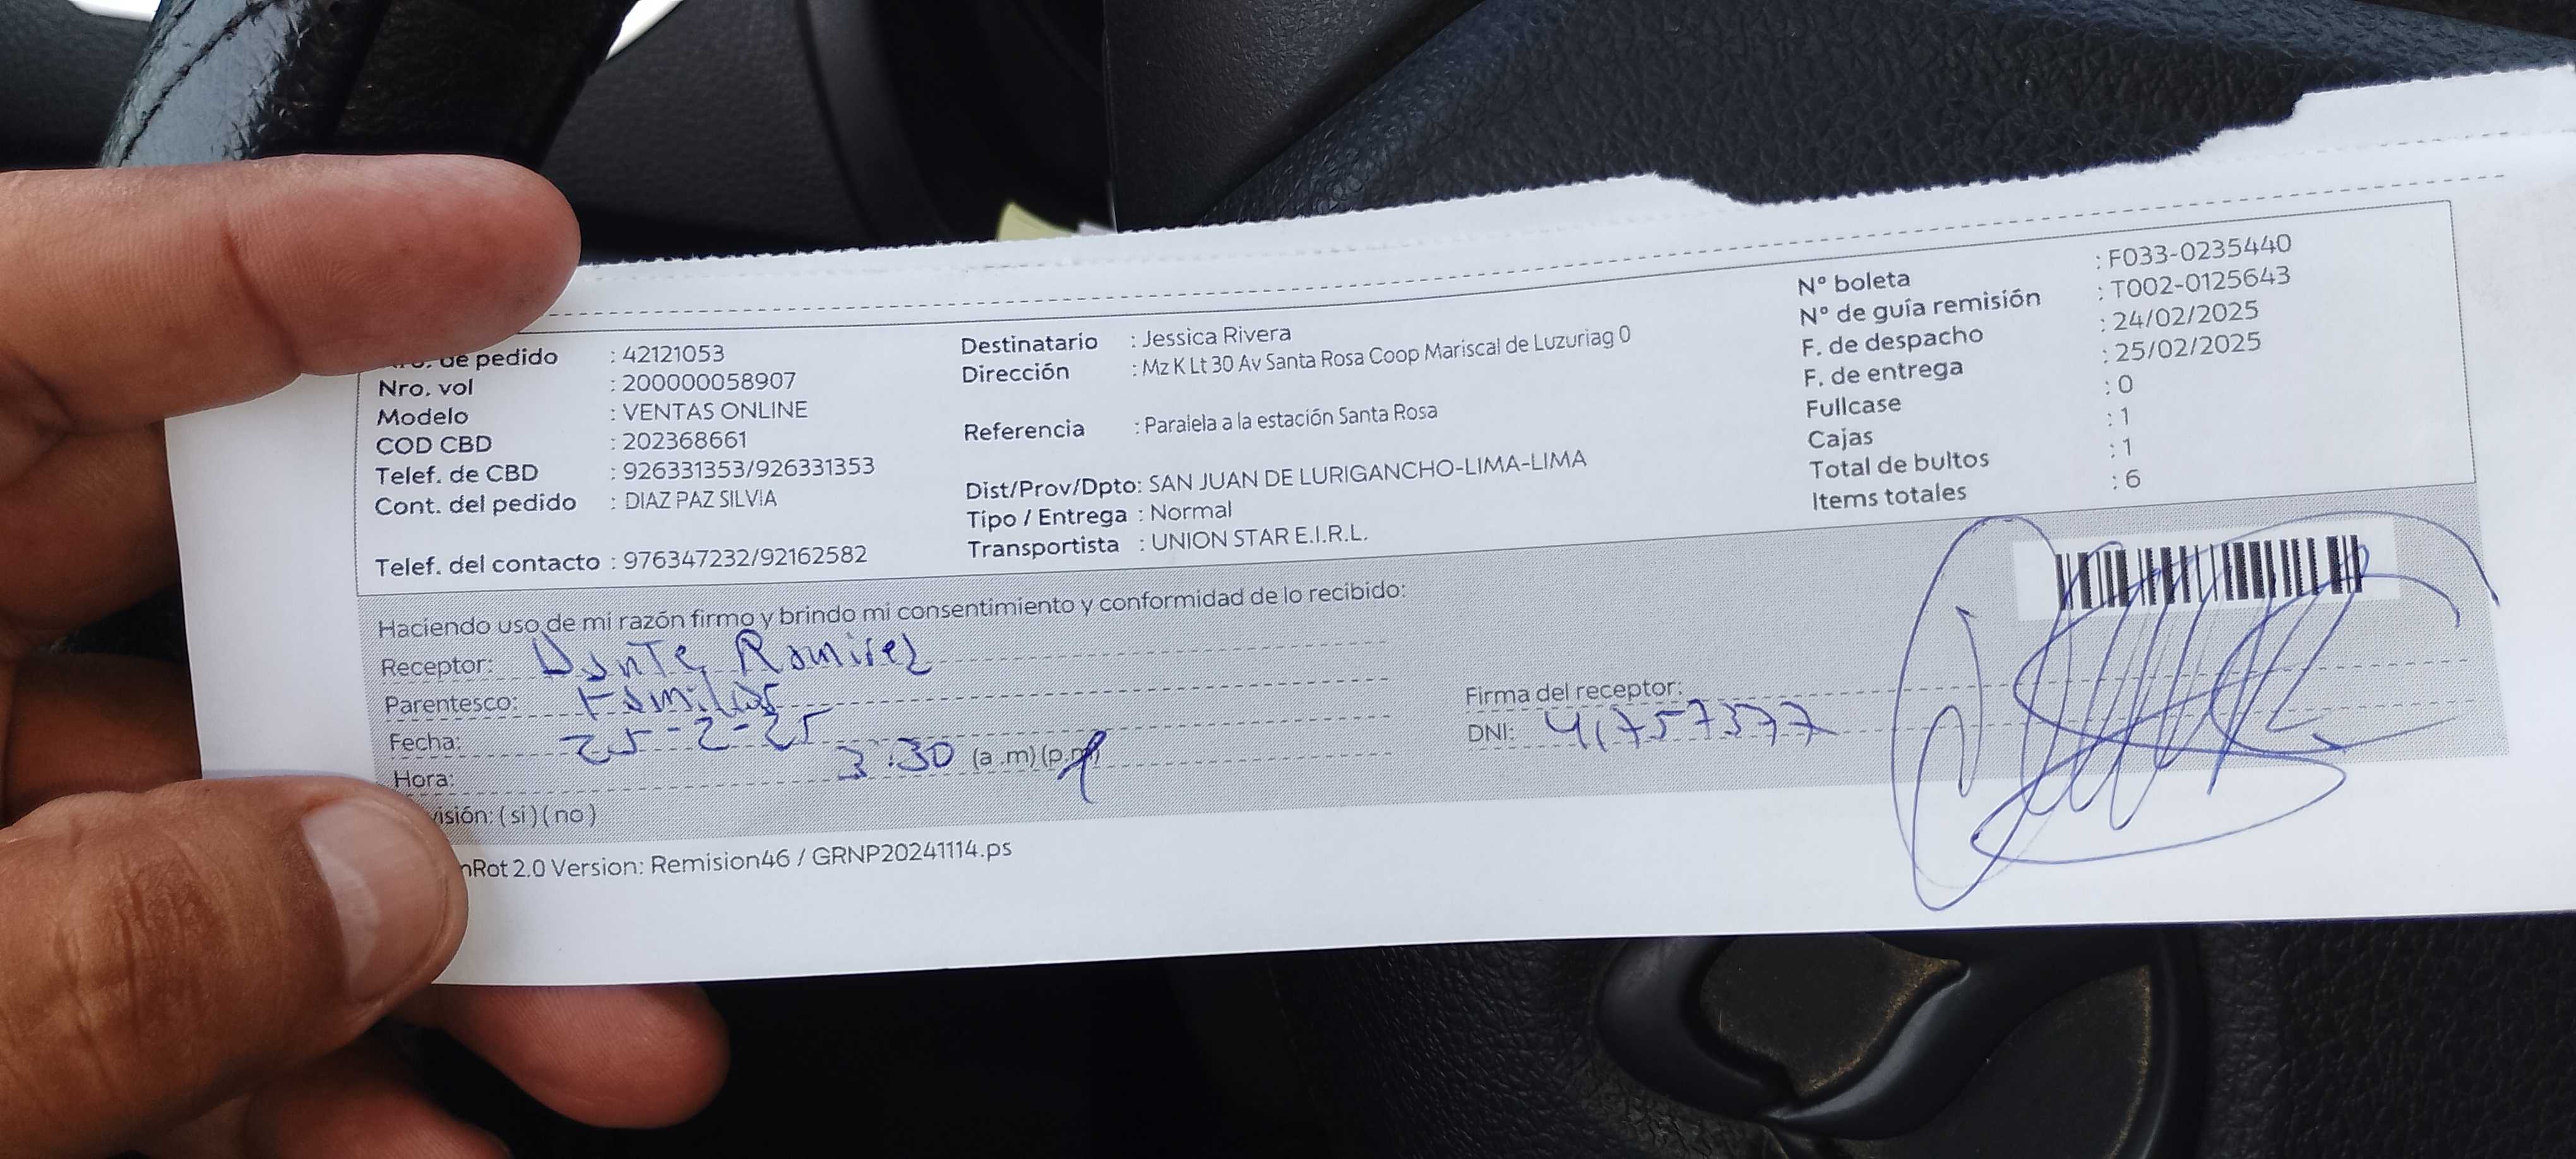 de pedido : 42121053
Nro. vol : 200000058907
Modelo : VENTAS ONLINE
COD CBD : 202368661
Telef. de CBD : 926331353/926331353
Cont. del pedido : DIAZ PAZ SILVIA
Telef. del contacto : 976347232/92162582
Destinatario : Jessica Rivera
Dirección : Mz K Lt 30 Av Santa Rosa Coop Mariscal de Luzuriag 0
Referencia : Paralela a la estación Santa Rosa
Dist/Prov/Dpto: SAN JUAN DE LURIGANCHO-LIMA-LIMA
Tipo / Entrega : Normal
Transportista : UNION STAR E.I.R.L.
Nº boleta : F033-0235440
Nº de guía remisión : T002-0125643
F. de despacho : 24/02/2025
F. de entrega : 25/02/2025
Fullcase : 0
Cajas : 1
Total de bultos : 1
Items totales : 6
Haciendo uso de mi razón firmo y brindo mi consentimiento y conformidad de lo recibido:
Receptor: Dante Ramirez
Parentesco: Familiar
Fecha: 25-2-25
Hora: 3:30 (a.m)(p.m)
Firma del receptor:
DNI: 41757377
(si)(no)
2.0 Version: Remision46 / GRNP20241114.ps